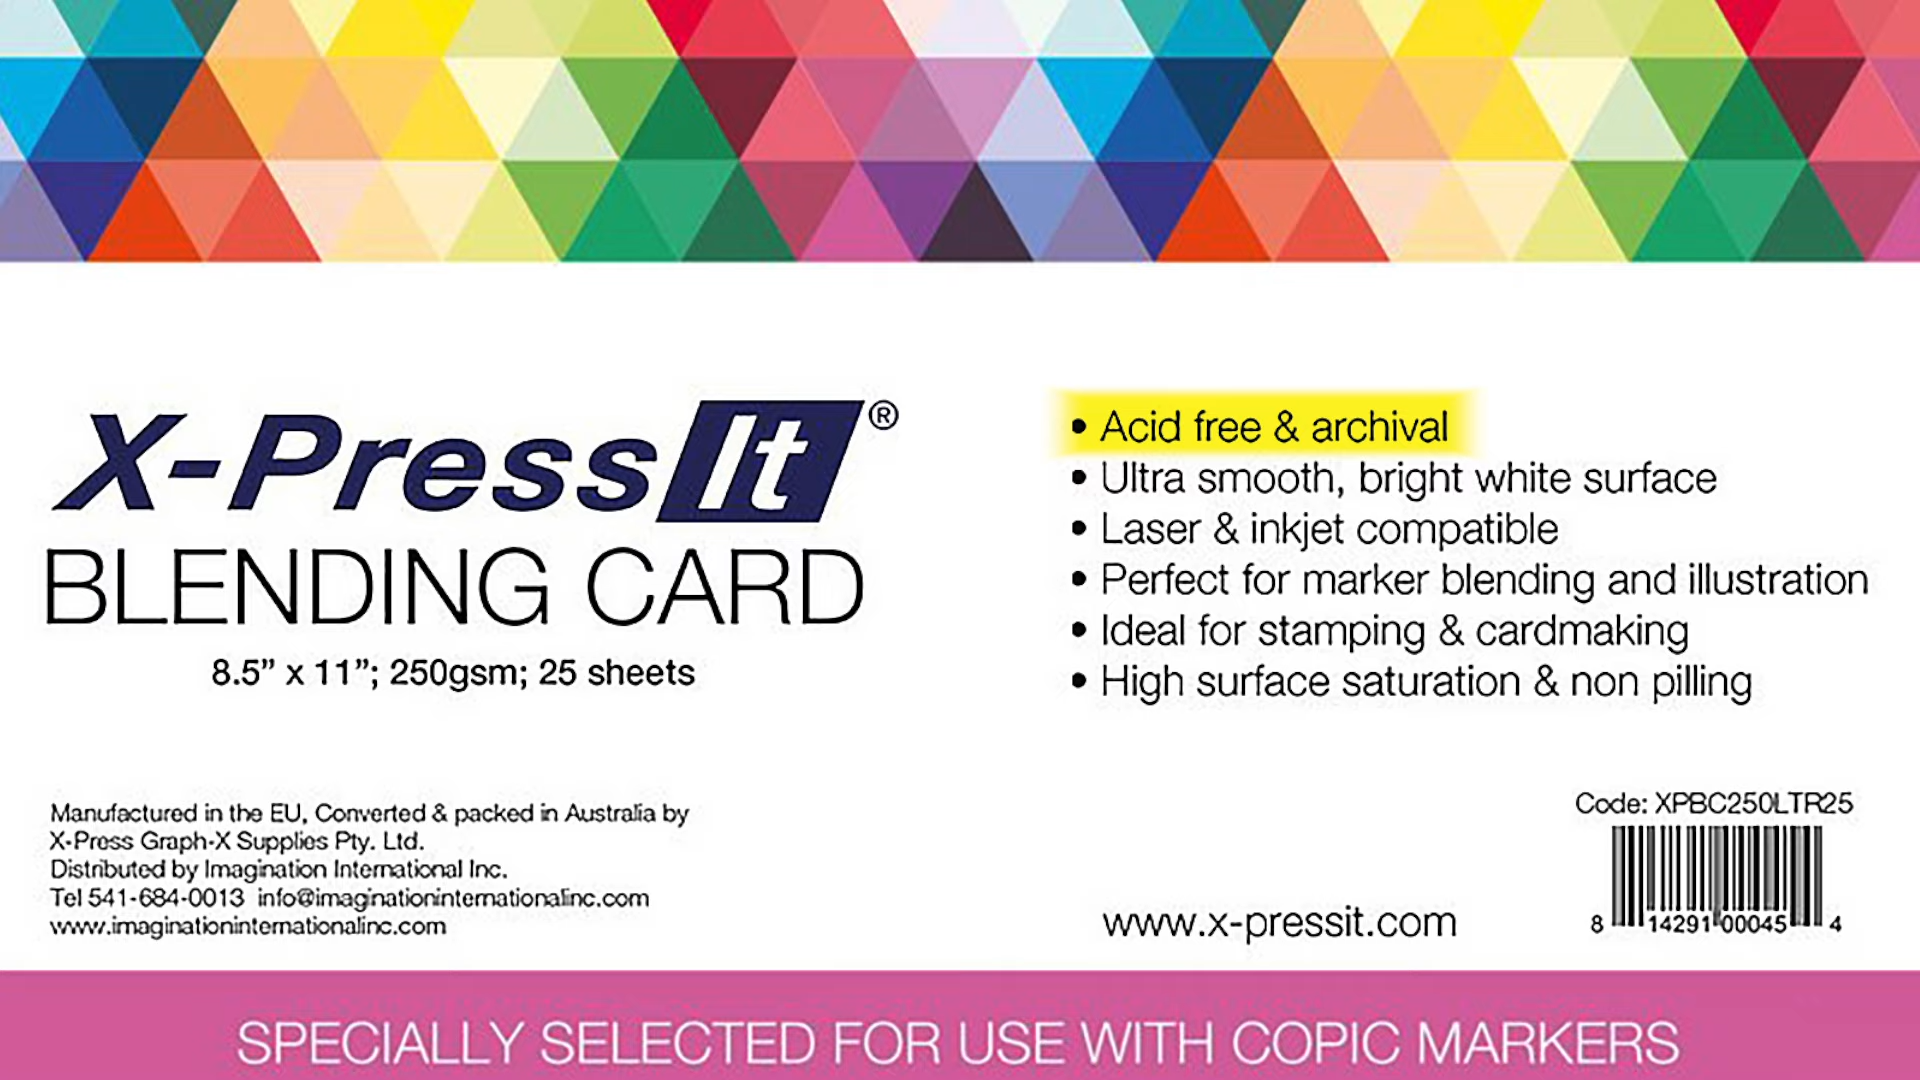 X-PressIt®
BLENDING CARD
8.5” x 11”; 250gsm; 25 sheets
• Acid free & archival
• Ultra smooth, bright white surface
• Laser & inkjet compatible
• Perfect for marker blending and illustration
• Ideal for stamping & cardmaking
• High surface saturation & non pilling
Manufactured in the EU, Converted & packed in Australia by
X-Press Graph-X Supplies Pty. Ltd.
Distributed by Imagination International Inc.
Tel 541-684-0013 info@imaginationinternationalinc.com
www.imaginationinternationalinc.com
www.x-pressit.com
Code: XPBC250LTR25
8 14291 00045 4
SPECIALLY SELECTED FOR USE WITH COPIC MARKERS